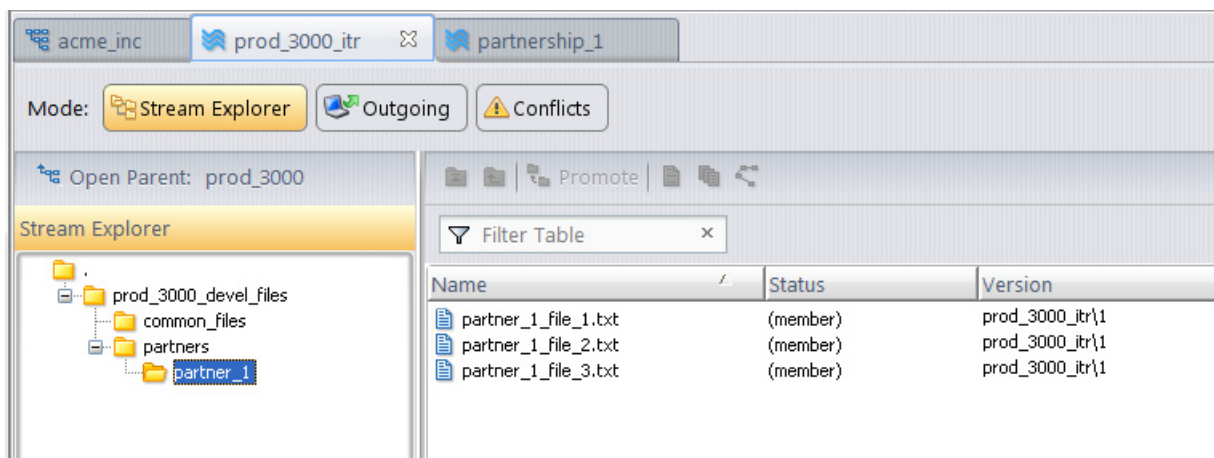 acme_inc prod_3000_itr partnership_1
Mode: Stream Explorer Outgoing Conflicts
Open Parent: prod_3000 Promote
Stream Explorer Filter Table
.
prod_3000_devel_files
common_files
partners
partner_1
Name Status Version
partner_1_file_1.txt (member) prod_3000_itr\1
partner_1_file_2.txt (member) prod_3000_itr\1
partner_1_file_3.txt (member) prod_3000_itr\1